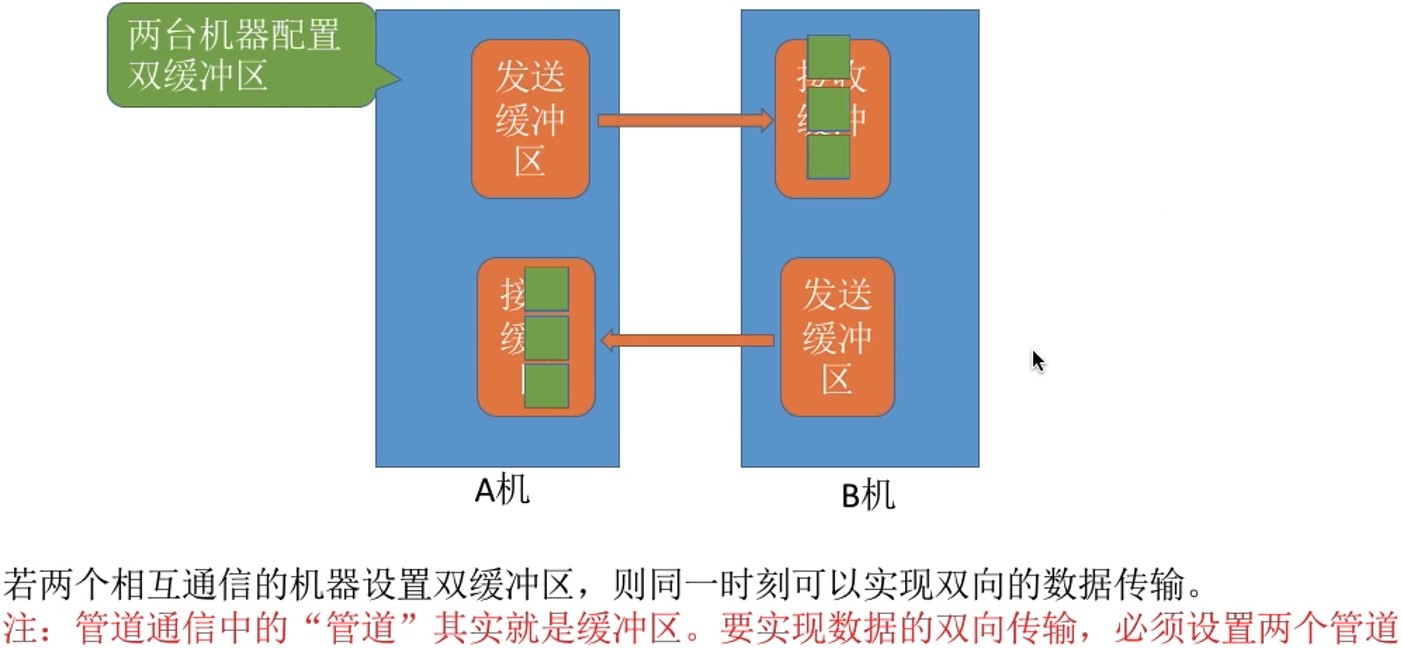 两台机器配置
双缓冲区
发送
缓冲
区
接收
缓冲
接
缓
发送
缓冲
区
A机
B机
若两个相互通信的机器设置双缓冲区，则同一时刻可以实现双向的数据传输。
注：管道通信中的“管道”其实就是缓冲区。要实现数据的双向传输，必须设置两个管道